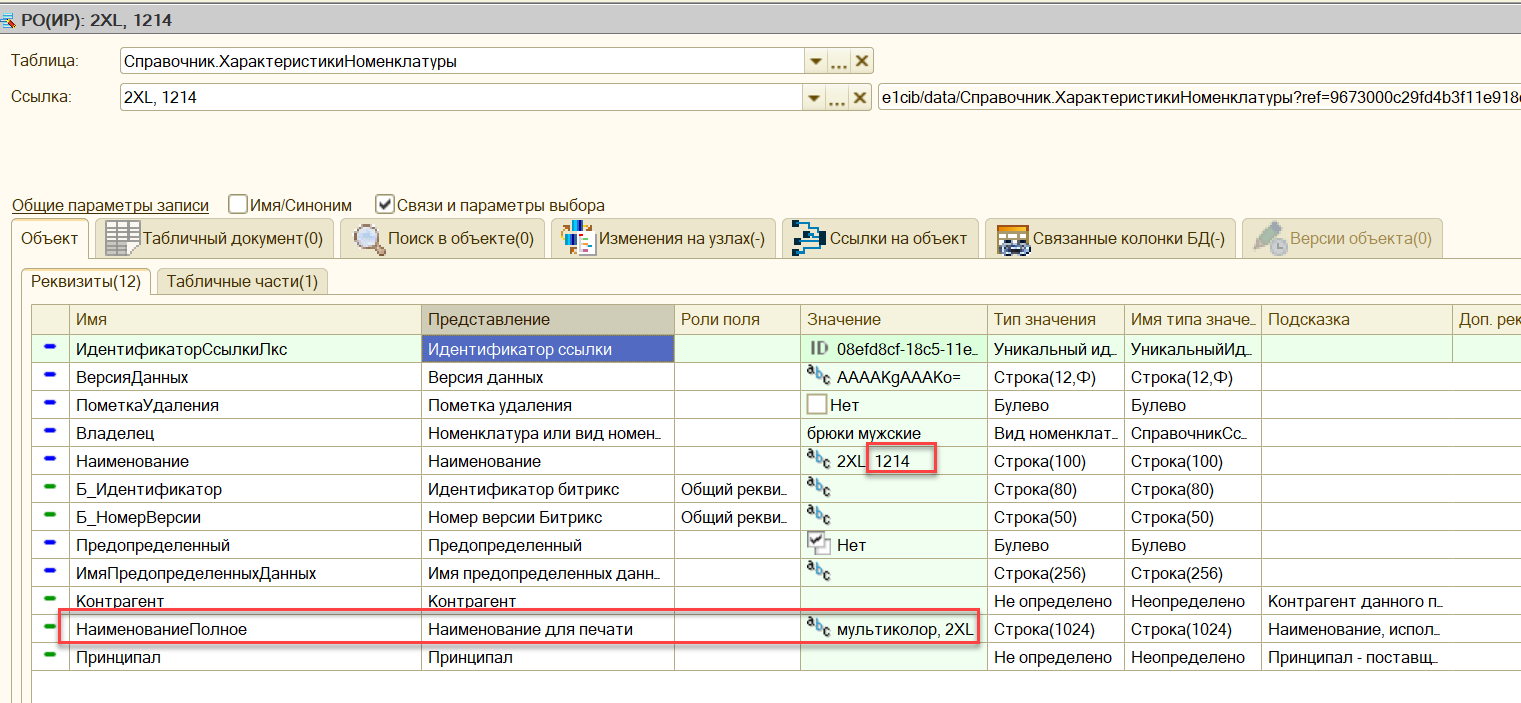 РО(ИР): 2XL, 1214
Таблица: Справочник.ХарактеристикиНоменклатуры
Ссылка: 2XL, 1214 e1cib/data/Справочник.ХарактеристикиНоменклатуры?ref=9673000c29fd4b3f11e918
Общие параметры записи Имя/Синоним Связи и параметры выбора
Объект Табличный документ(0) Поиск в объекте(0) Изменения на узлах(-) Ссылки на объект Связанные колонки БД(-) Версии объекта(0)
Реквизиты(12) Табличные части(1)
Имя Представление Роли поля Значение Тип значения Имя типа значе... Подсказка Доп. рек
ИдентификаторСсылкиЛкс Идентификатор ссылки ID 08efd8cf-18c5-11e... Уникальный ид... УникальныйИд...
ВерсияДанных Версия данных abc AAAAKgAAAKo= Строка(12,Ф) Строка(12,Ф)
ПометкаУдаления Пометка удаления Нет Булево Булево
Владелец Номенклатура или вид номен... брюки мужские Вид номенклат... СправочникСс...
Наименование Наименование abc 2XL, 1214 Строка(100) Строка(100)
Б_Идентификатор Идентификатор битрикс Общий рекви... abc Строка(80) Строка(80)
Б_НомерВерсии Номер версии Битрикс Общий рекви... abc Строка(50) Строка(50)
Предопределенный Предопределенный Нет Булево Булево
ИмяПредопределенныхДанных Имя предопределенных данн... abc Строка(256) Строка(256)
Контрагент Контрагент Не определено Неопределено Контрагент данного п...
НаименованиеПолное Наименование для печати abc мультиколор, 2XL Строка(1024) Строка(1024) Наименование, испол...
Принципал Принципал Не определено Неопределено Принципал - поставщ...